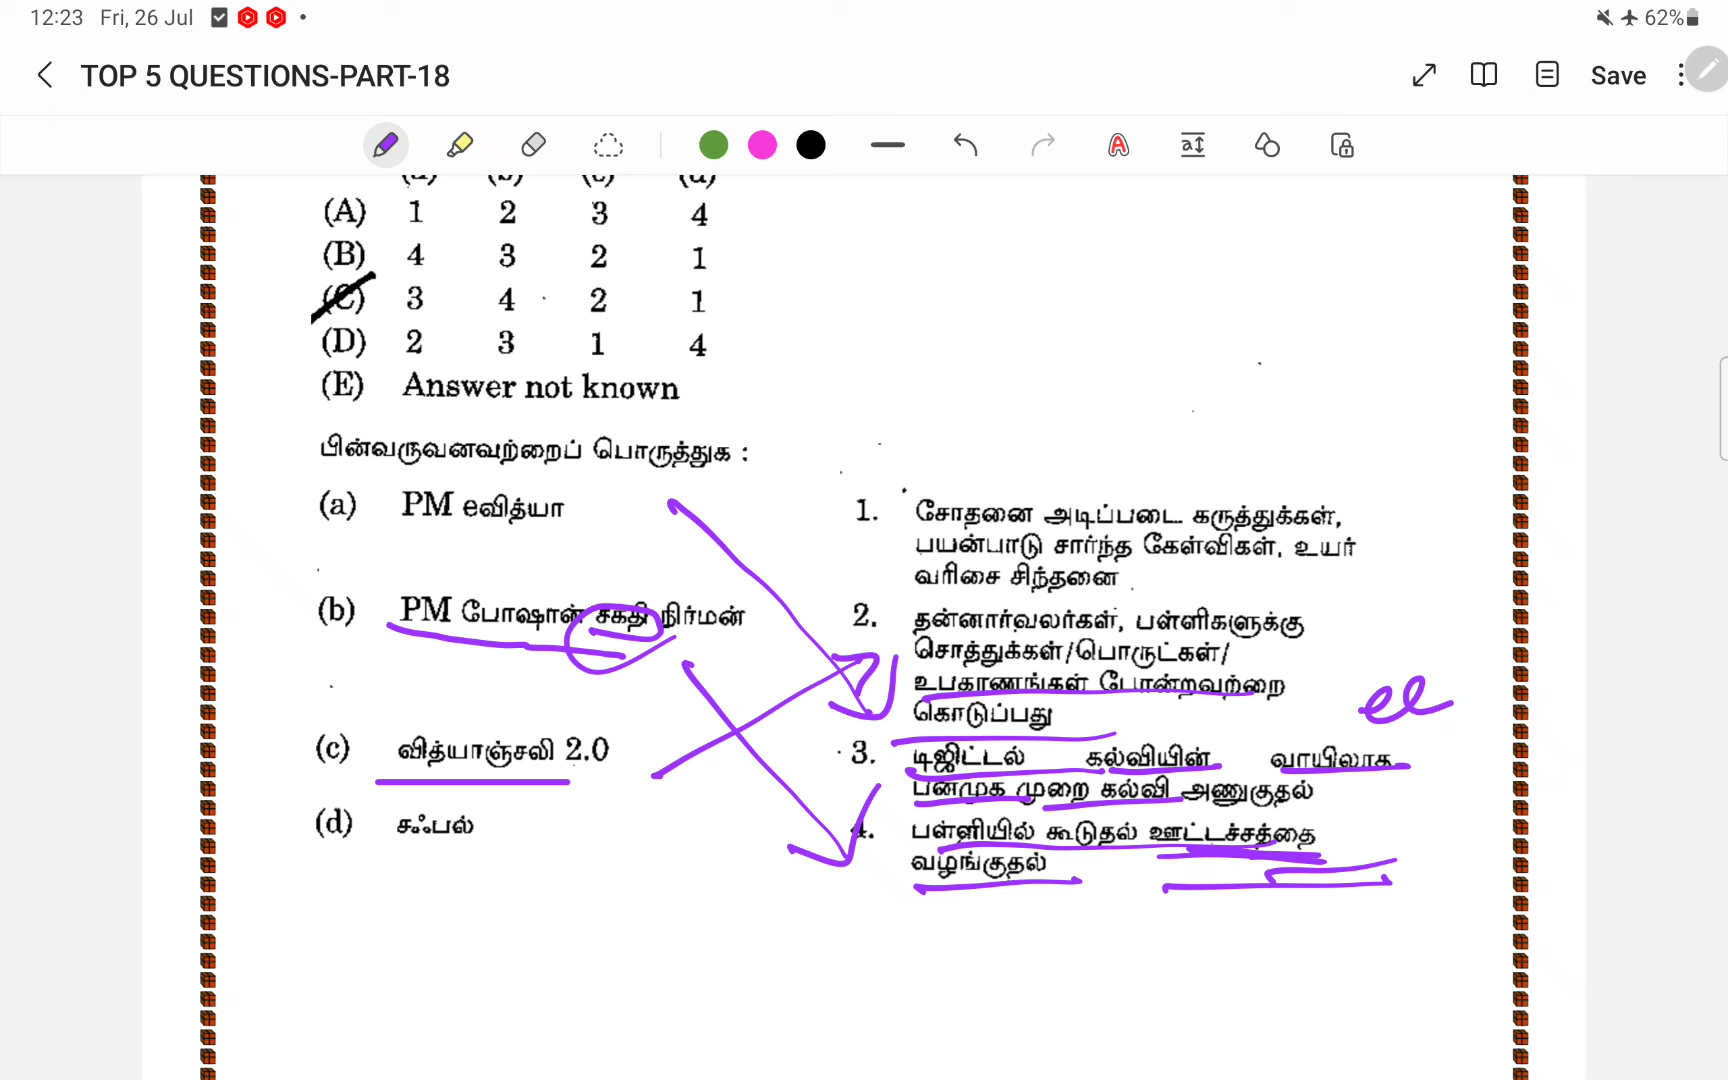 12:23 Fri, 26 Jul
62%
TOP 5 QUESTIONS-PART-18
Save
(a) (b) (c) (d)
(A) 1 2 3 4
(B) 4 3 2 1
(C) 3 4 2 1
(D) 2 3 1 4
(E) Answer not known
பின்வருவனவற்றைப் பொருத்துக :
(a) PM eவித்யா
1. சோதனை அடிப்படை கருத்துக்கள்,
பயன்பாடு சார்ந்த கேள்விகள், உயர்
வரிசை சிந்தனை
(b) PM போஷான் சக்தி நிர்மன்
2. தன்னார்வலர்கள், பள்ளிகளுக்கு
சொத்துக்கள்/பொருட்கள்/
உபகரணங்கள் போன்றவற்றை
கொடுப்பது
(c) வித்யாஞ்சலி 2.0
3. டிஜிட்டல் கல்வியின் வாயிலாக
பன்முக முறை கல்வி அணுகுதல்
(d) சஃபல்
4. பள்ளியில் கூடுதல் ஊட்டச்சத்தை
வழங்குதல்